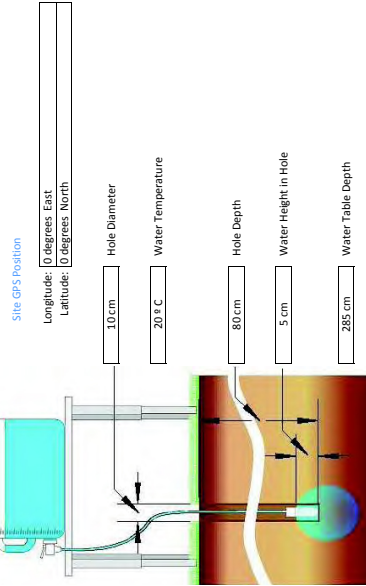 Site GPS Position
Longitude: 0 degrees East
Latitude: 0 degrees North
10 cm Hole Diameter
20 º C Water Temperature
80 cm Hole Depth
5 cm Water Height in Hole
285 cm Water Table Depth